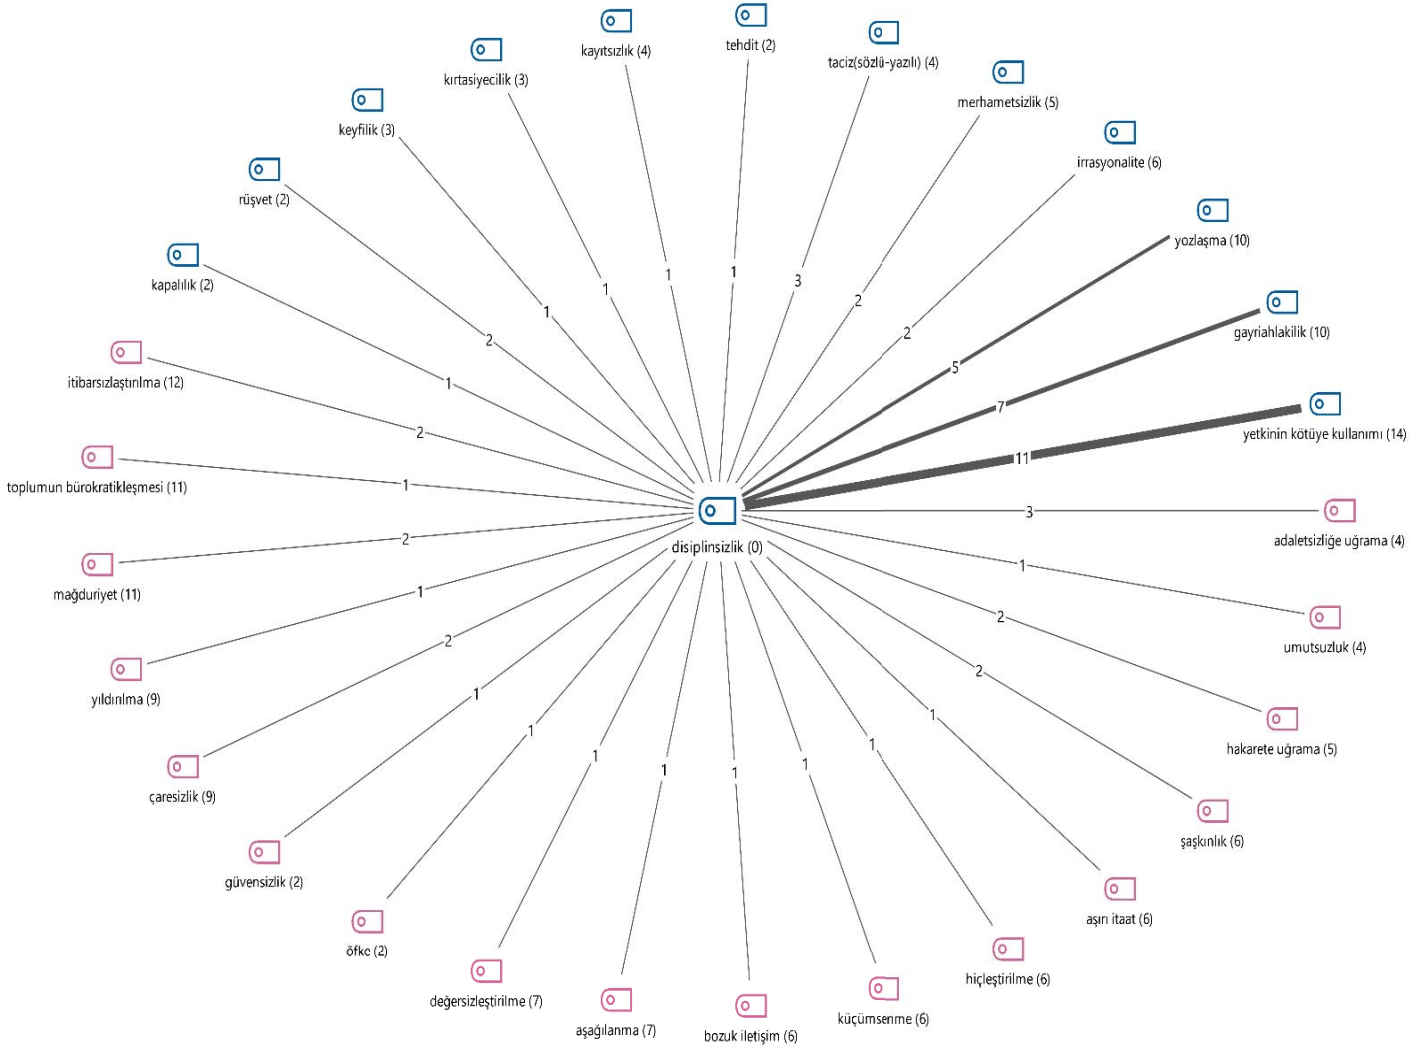 tehdit (2)
kayıtsızlık (4)
taciz(sözlü-yazılı) (4)
kırtasiyecilik (3)
merhametsizlik (5)
keyfilik (3)
irrasyonalite (6)
rüşvet (2)
yozlaşma (10)
kapalılık (2)
gayriahlakilik (10)
itibarsızlaştırılma (12)
yetkinin kötüye kullanımı (14)
toplumun bürokratikleşmesi (11)
disiplinsizlik (0)
adaletsizliğe uğrama (4)
mağduriyet (11)
umutsuzluk (4)
yıldırılma (9)
hakarete uğrama (5)
çaresizlik (9)
şaşkınlık (6)
güvensizlik (2)
aşırı itaat (6)
öfke (2)
hiçleştirilme (6)
değersizleştirilme (7)
küçümsenme (6)
aşağılanma (7)
bozuk iletişim (6)
1
1
1
1
2
1
2
1
2
1
2
1
1
1
1
1
1
1
1
2
2
1
3
11
7
5
2
2
3